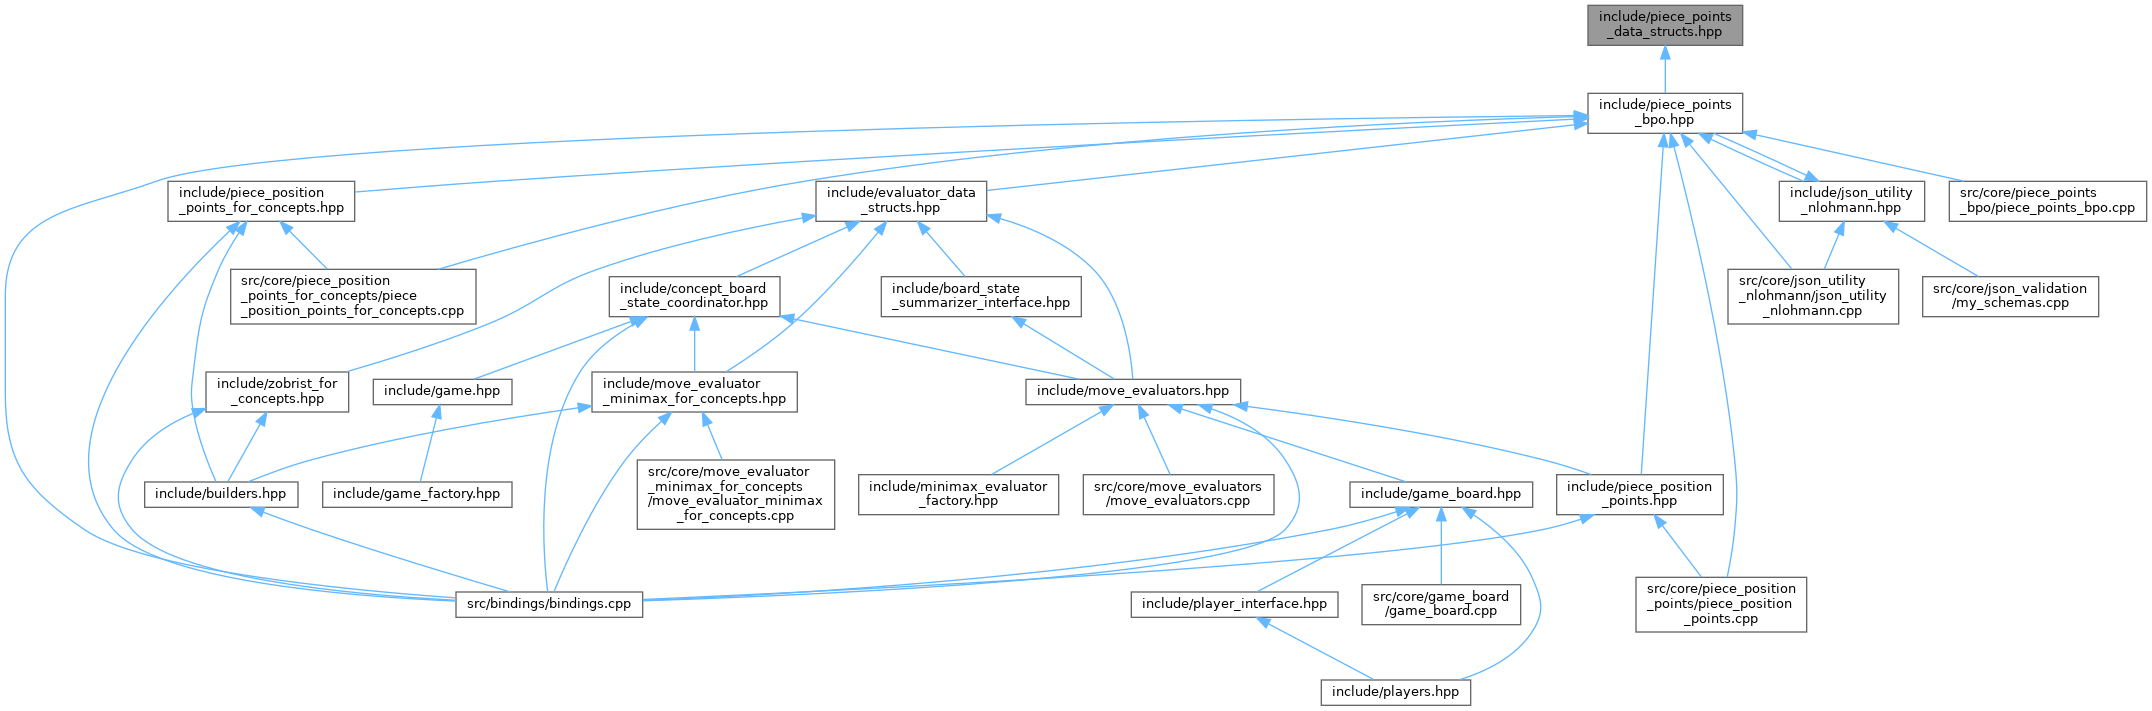 include/piece_points
_data_structs.hpp
include/piece_points
_bpo.hpp
include/piece_position
_points_for_concepts.hpp
include/evaluator_data
_structs.hpp
include/json_utility
_nlohmann.hpp
src/core/piece_points
_bpo/piece_points_bpo.cpp
src/core/piece_position
_points_for_concepts/piece
_position_points_for_concepts.cpp
include/concept_board
_state_coordinator.hpp
include/board_state
_summarizer_interface.hpp
src/core/json_utility
_nlohmann/json_utility
_nlohmann.cpp
src/core/json_validation
/my_schemas.cpp
include/zobrist_for
_concepts.hpp
include/game.hpp
include/move_evaluator
_minimax_for_concepts.hpp
include/move_evaluators.hpp
include/builders.hpp
include/game_factory.hpp
src/core/move_evaluator
_minimax_for_concepts
/move_evaluator_minimax
_for_concepts.cpp
include/minimax_evaluator
_factory.hpp
src/core/move_evaluators
/move_evaluators.cpp
include/game_board.hpp
include/piece_position
_points.hpp
src/bindings/bindings.cpp
include/player_interface.hpp
src/core/game_board
/game_board.cpp
src/core/piece_position
_points/piece_position
_points.cpp
include/players.hpp